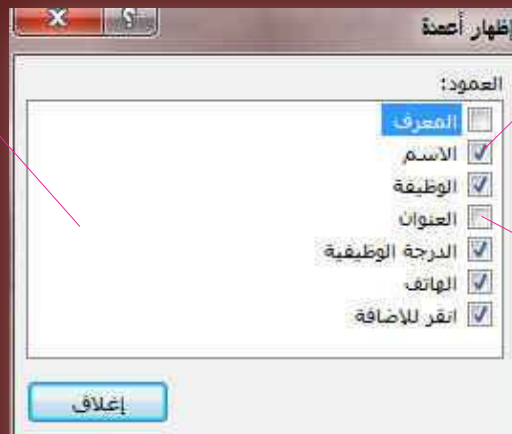 إظهار أعمدة
العمود:
المعرف
الاسم
الوظيفة
العنوان
الدرجة الوظيفية
الهاتف
انقر للإضافة
إغلاق